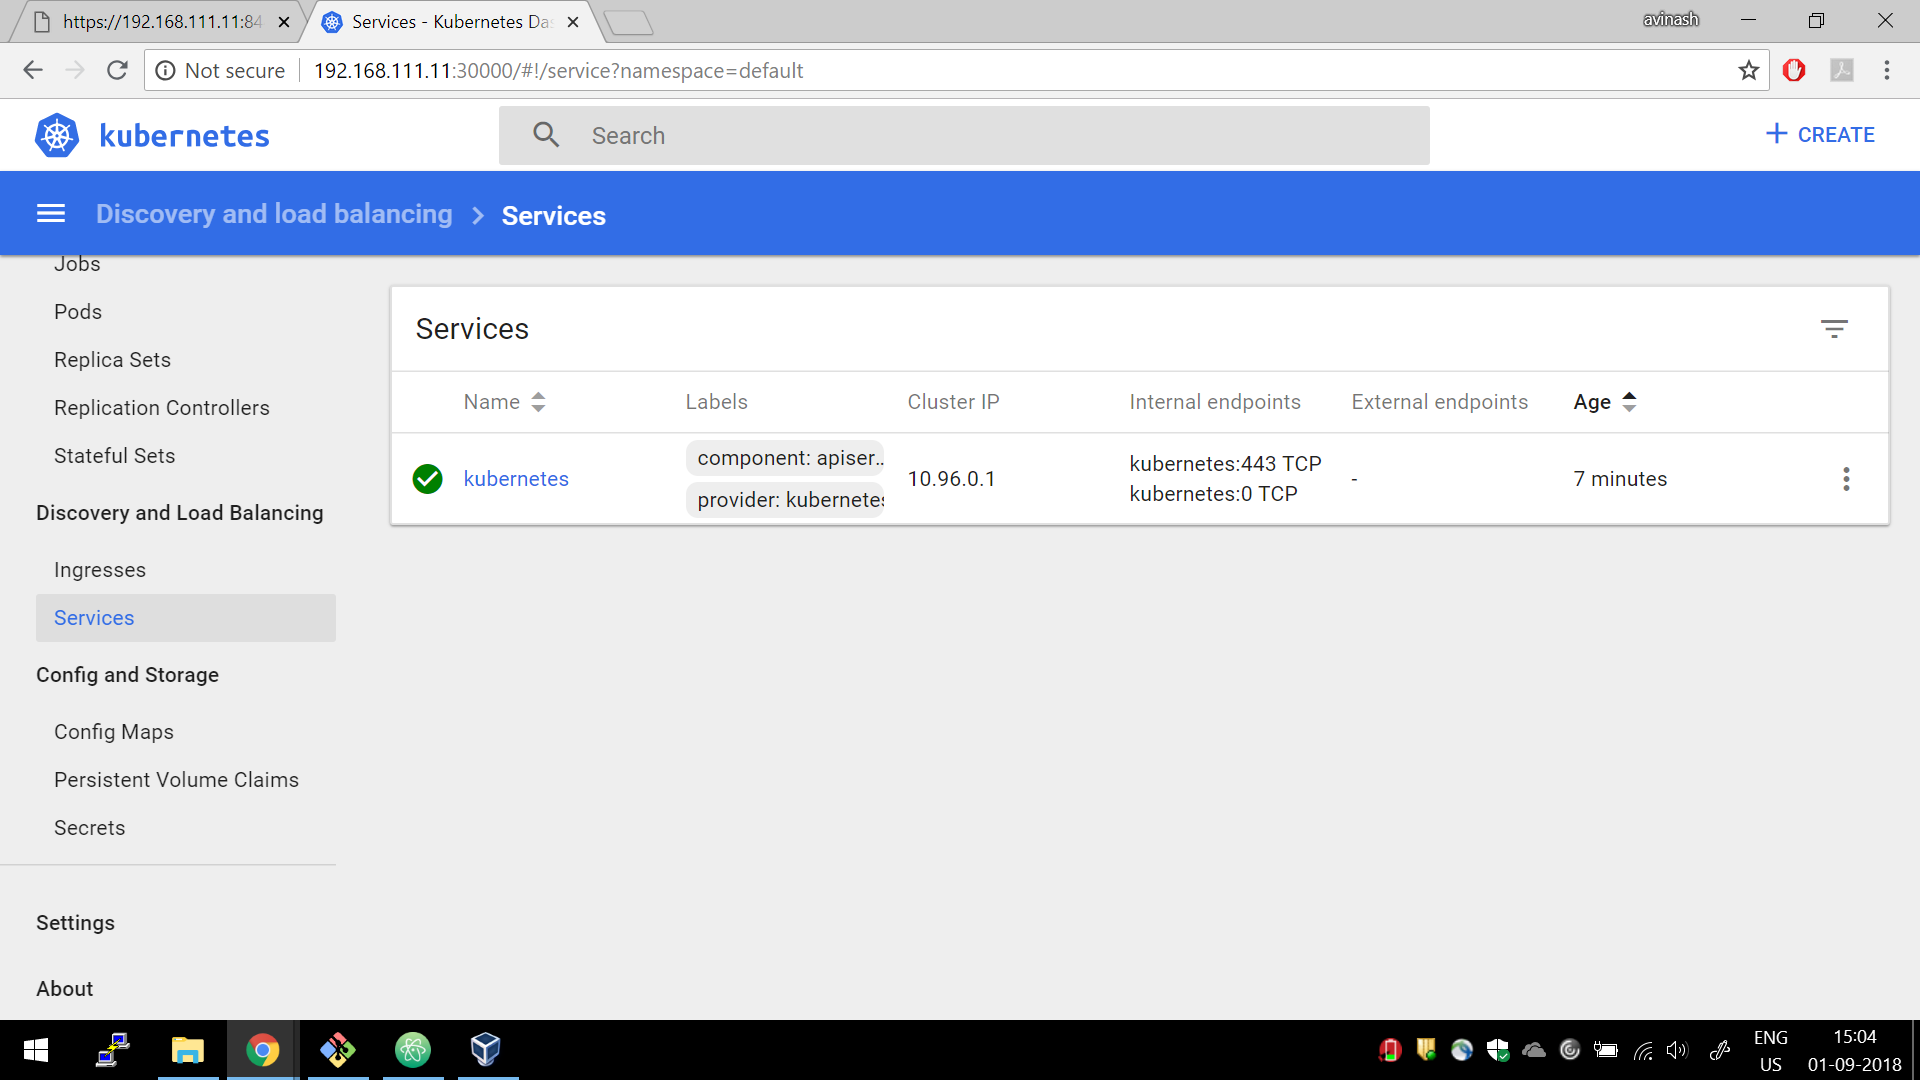 https://192.168.111.11:84
Services - Kubernetes Das
avinash
Not secure
192.168.111.11:30000/#!/service?namespace=default
kubernetes
Search
+ CREATE
Discovery and load balancing > Services
Jobs
Pods
Replica Sets
Replication Controllers
Stateful Sets
Discovery and Load Balancing
Ingresses
Services
Config and Storage
Config Maps
Persistent Volume Claims
Secrets
Settings
About
Services
Name
Labels
Cluster IP
Internal endpoints
External endpoints
Age
kubernetes
component: apiser...
provider: kubernetes
10.96.0.1
kubernetes:443 TCP
kubernetes:0 TCP
-
7 minutes
ENG
US
15:04
01-09-2018